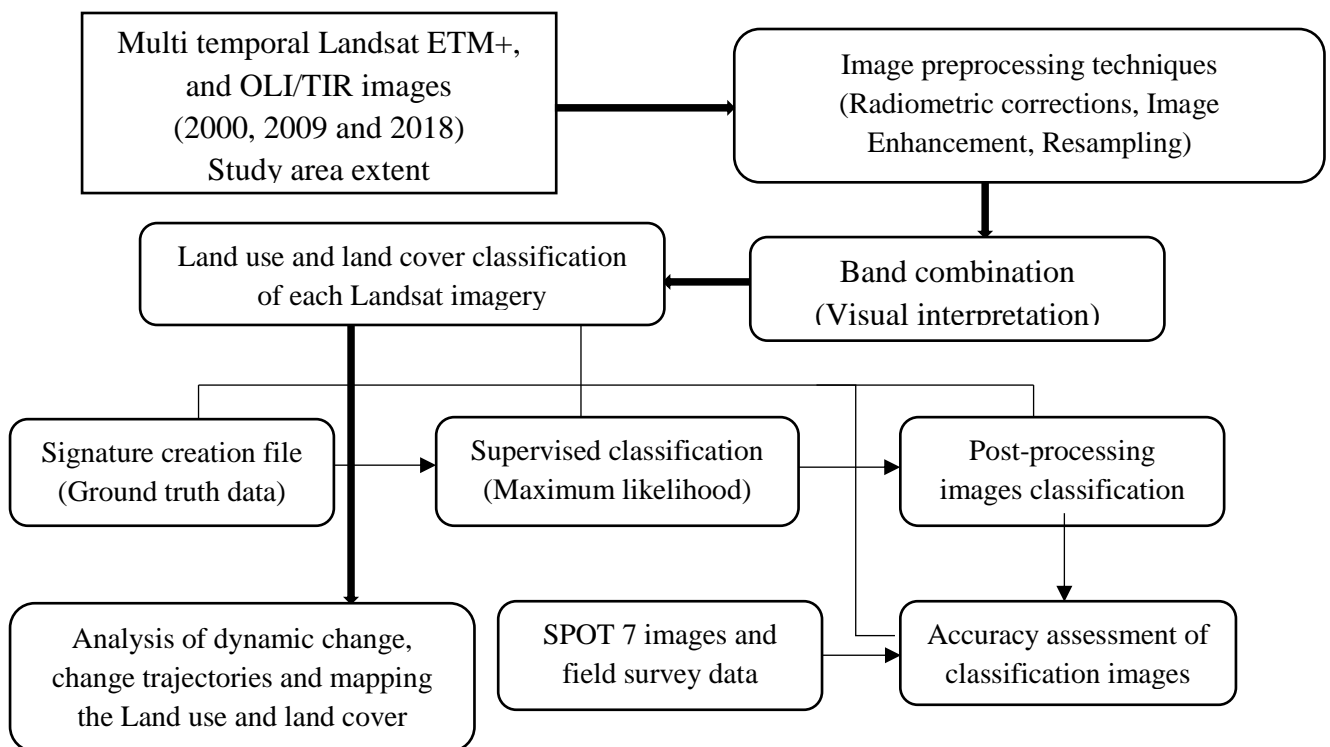 Multi temporal Landsat ETM+,
and OLI/TIR images
(2000, 2009 and 2018)
Study area extent
Image preprocessing techniques
(Radiometric corrections, Image
Enhancement, Resampling)
Land use and land cover classification
of each Landsat imagery
Band combination
(Visual interpretation)
Signature creation file
(Ground truth data)
Supervised classification
(Maximum likelihood)
Post-processing
images classification
Analysis of dynamic change,
change trajectories and mapping
the Land use and land cover
SPOT 7 images and
field survey data
Accuracy assessment of
classification images